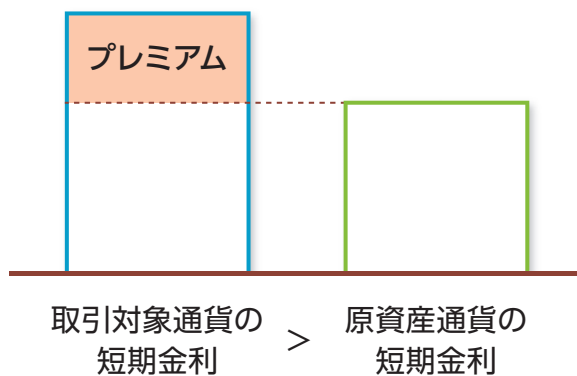 プレミアム
取引対象通貨の
短期金利
＞
原資産通貨の
短期金利